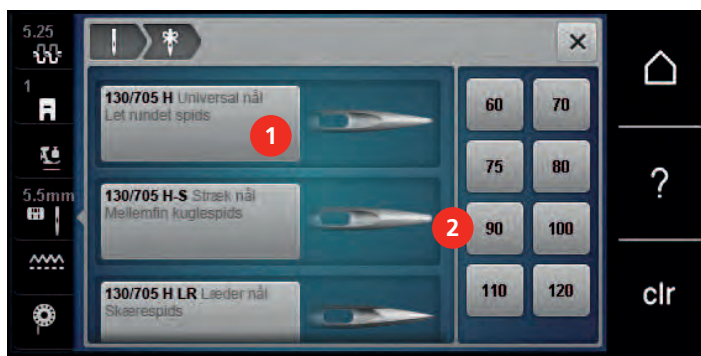 5.25
1
5.5mm
130/705 H Universal nål
Let rundet spids
1
130/705 H-S Stræk nål
Mellemfin kuglespids
2
130/705 H LR Læder nål
Skærespids
60 70
75 80
90 100
110 120
?
clr